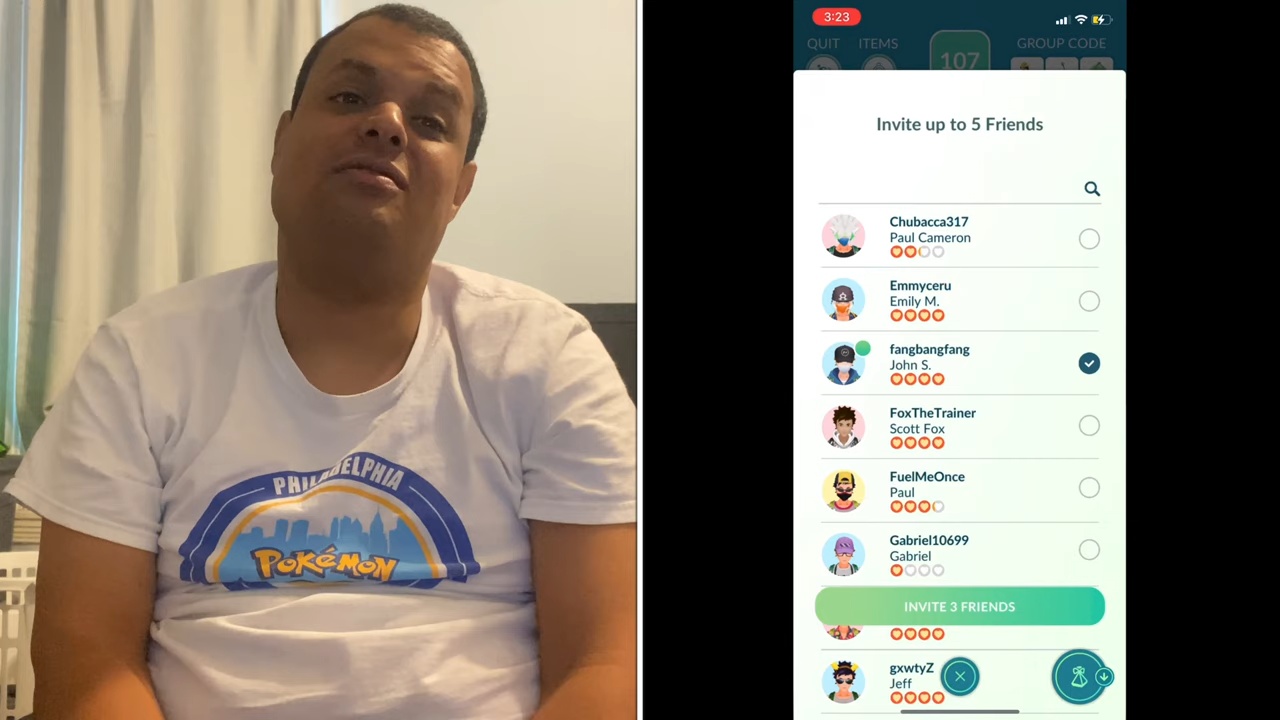 PHILADELPHIA
POKéMON
3:23
QUIT
ITEMS
107
GROUP CODE
Invite up to 5 Friends
Chubacca317
Paul Cameron
Emmyceru
Emily M.
fangbangfang
John S.
FoxTheTrainer
Scott Fox
FuelMeOnce
Paul
Gabriel10699
Gabriel
INVITE 3 FRIENDS
gxwtyZ
Jeff